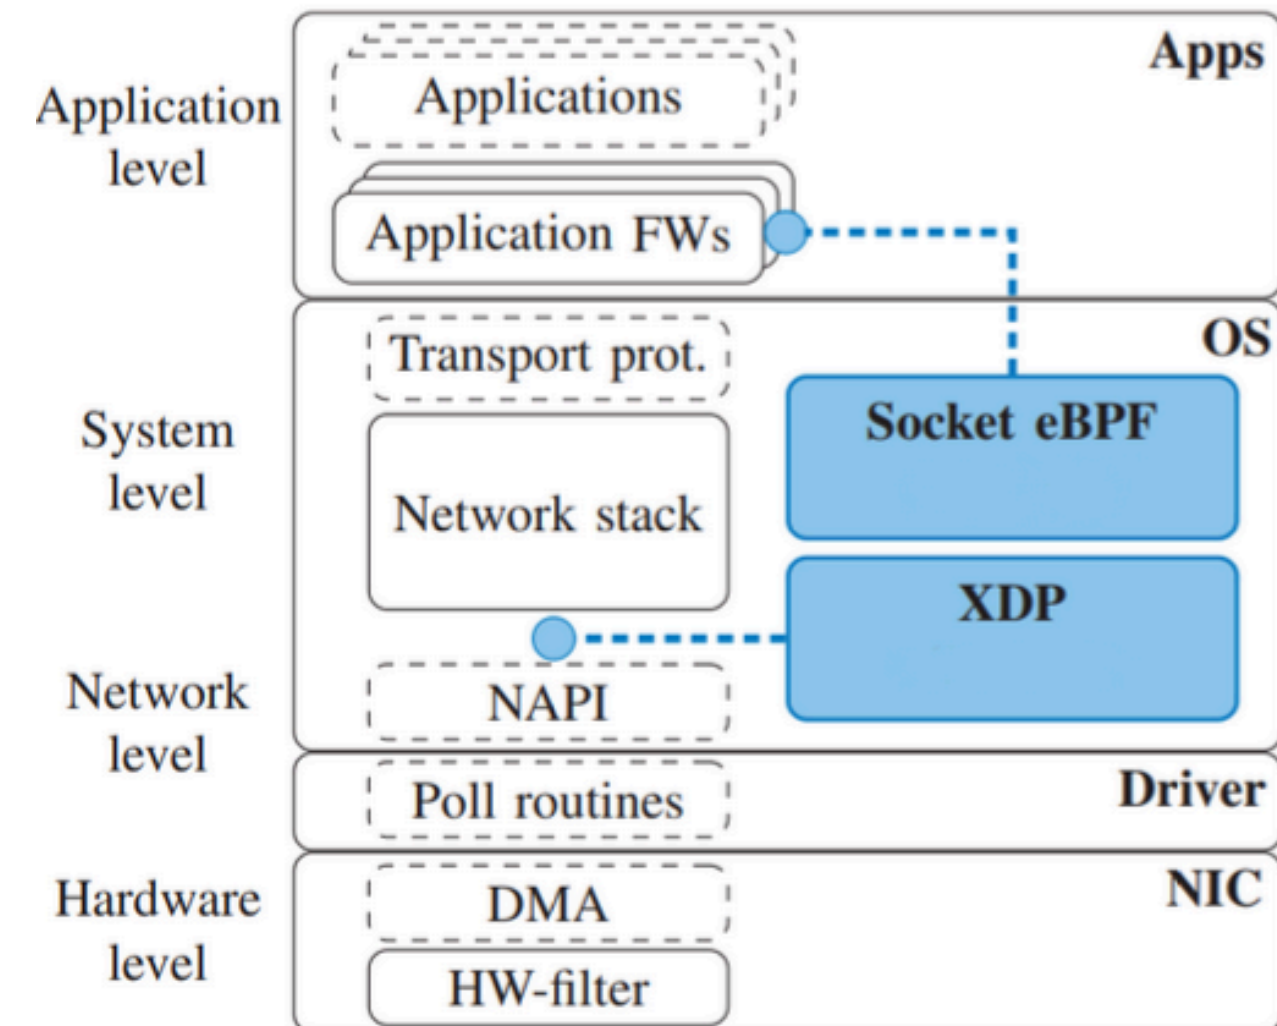 Apps
Application
level
Applications
Application FWs
OS
System
level
Transport prot.
Network stack
Socket eBPF
XDP
Network
level
NAPI
Driver
Poll routines
Hardware
level
NIC
DMA
HW-filter